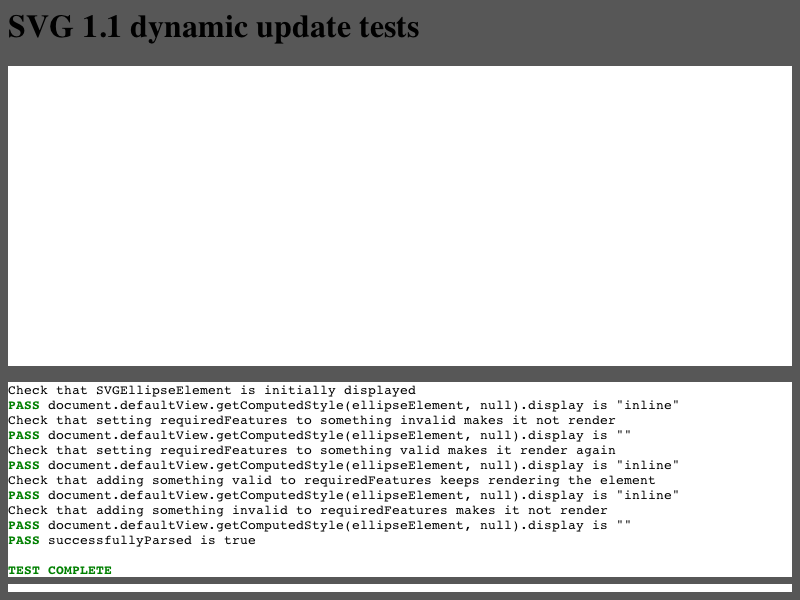 SVG 1.1 dynamic update tests
Check that SVGEllipseElement is initially displayed
PASS document.defaultView.getComputedStyle(ellipseElement, null).display is "inline"
Check that setting requiredFeatures to something invalid makes it not render
PASS document.defaultView.getComputedStyle(ellipseElement, null).display is ""
Check that setting requiredFeatures to something valid makes it render again
PASS document.defaultView.getComputedStyle(ellipseElement, null).display is "inline"
Check that adding something valid to requiredFeatures keeps rendering the element
PASS document.defaultView.getComputedStyle(ellipseElement, null).display is "inline"
Check that adding something invalid to requiredFeatures makes it not render
PASS document.defaultView.getComputedStyle(ellipseElement, null).display is ""
PASS successfullyParsed is true
TEST COMPLETE